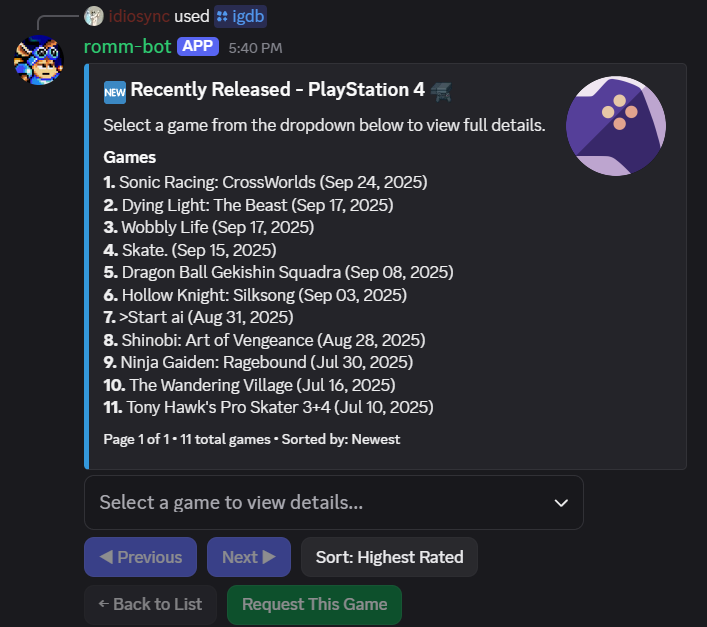 idiosync used igdb
romm-bot APP 5:40 PM
NEW Recently Released - PlayStation 4
Select a game from the dropdown below to view full details.
Games
1. Sonic Racing: CrossWorlds (Sep 24, 2025)
2. Dying Light: The Beast (Sep 17, 2025)
3. Wobbly Life (Sep 17, 2025)
4. Skate. (Sep 15, 2025)
5. Dragon Ball Gekishin Squadra (Sep 08, 2025)
6. Hollow Knight: Silksong (Sep 03, 2025)
7. >Start ai (Aug 31, 2025)
8. Shinobi: Art of Vengeance (Aug 28, 2025)
9. Ninja Gaiden: Ragebound (Jul 30, 2025)
10. The Wandering Village (Jul 16, 2025)
11. Tony Hawk's Pro Skater 3+4 (Jul 10, 2025)
Page 1 of 1 • 11 total games • Sorted by: Newest
Select a game to view details...
◀ Previous Next ▶ Sort: Highest Rated
← Back to List Request This Game